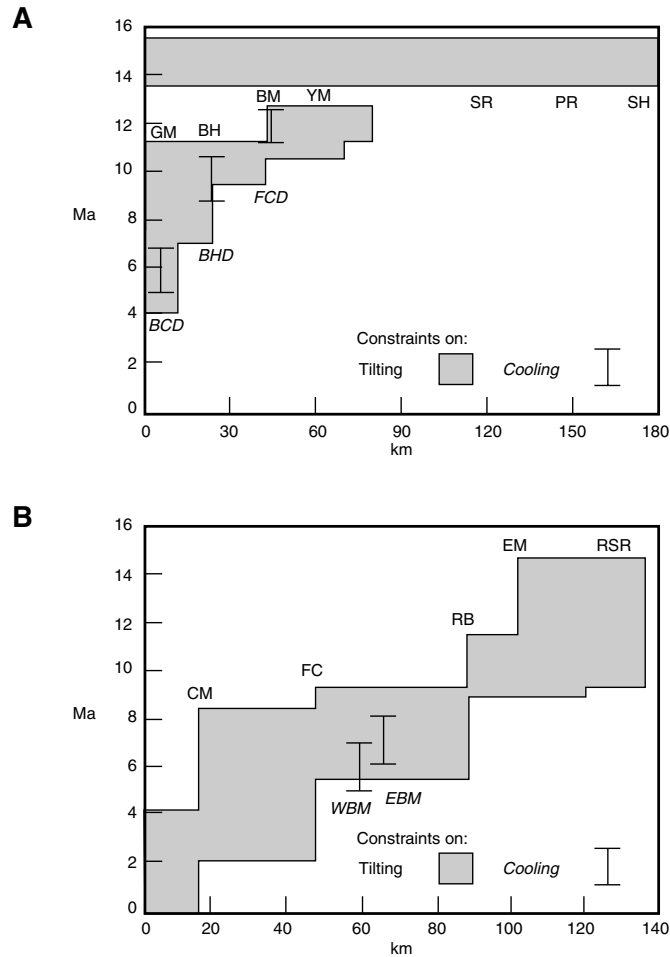 A
16
14
12
10
8
6
4
2
0
Ma
GM
BH
BM
YM
SR
PR
SH
FCD
BHD
BCD
Constraints on:
Tilting
Cooling
0 30 60 90 120 150 180
km
B
16
14
12
10
8
6
4
2
0
Ma
EM
RSR
RB
FC
CM
WBM
EBM
Constraints on:
Tilting
Cooling
0 20 40 60 80 100 120 140
km